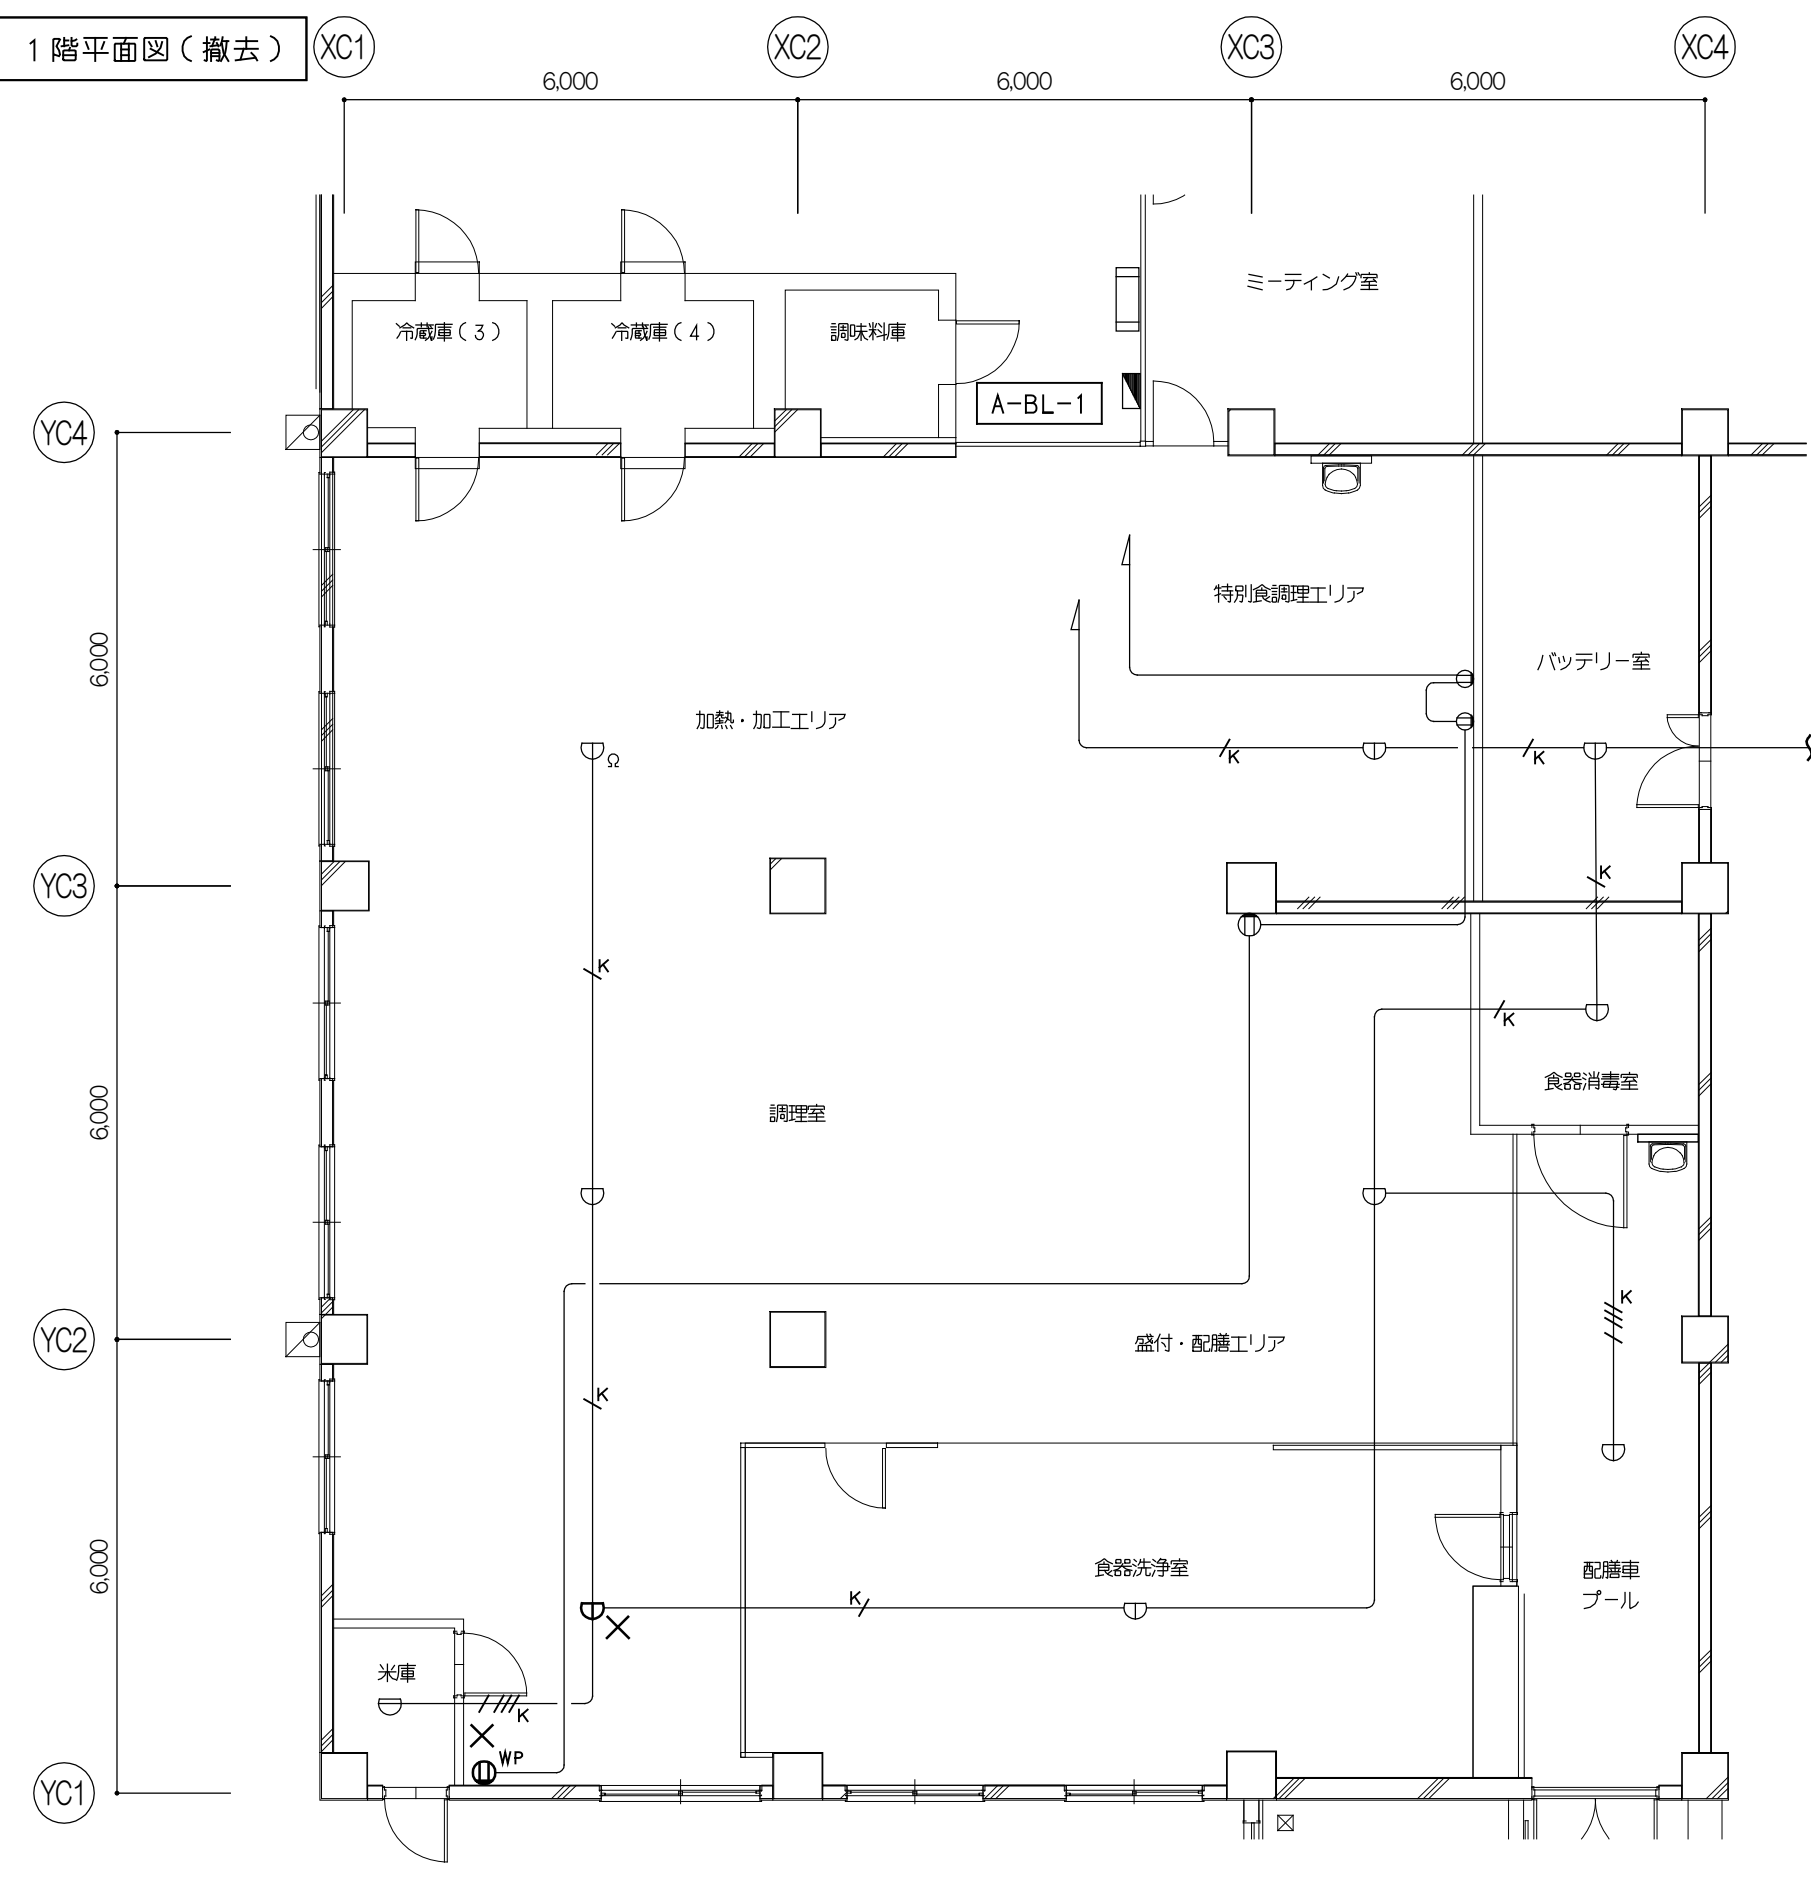 1階平面図(撤去)
XC1
XC2
XC3
XC4
6,000
6,000
6,000
ミーティング室
冷蔵庫(3)
冷蔵庫(4)
調味料庫
A-BL-1
YC4
特別食調理エリア
6,000
バッテリー室
加熱・加工エリア
Ω
K
K
YC3
K
K
K
食器消毒室
6,000
調理室
K
YC2
盛付・配膳エリア
K
6,000
食器洗浄室
配膳車
プール
K
米庫
K
WP
YC1